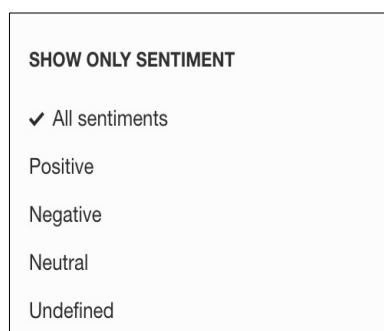 SHOW ONLY SENTIMENT
✓ All sentiments
Positive
Negative
Neutral
Undefined